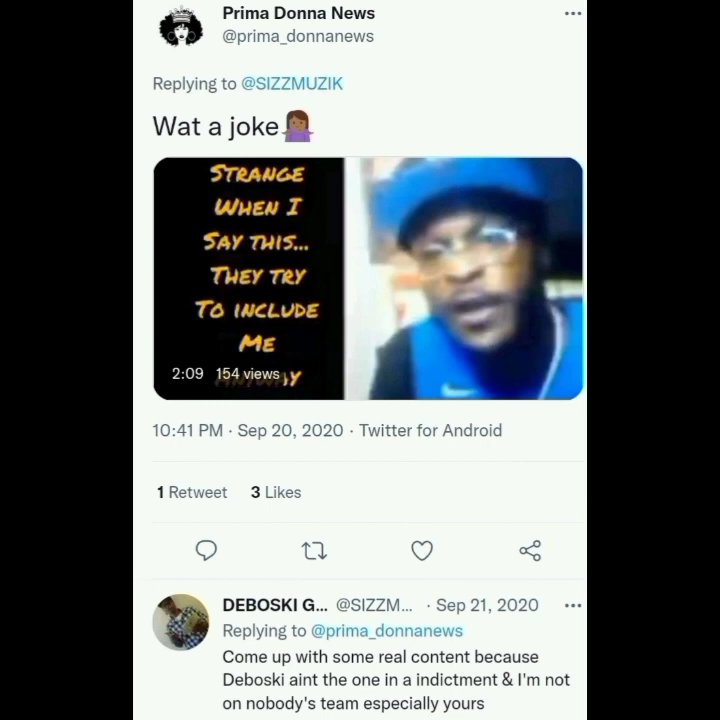 Prima Donna News
@prima_donnanews
Replying to @SIZZMUZIK
Wat a joke🤷🏾‍♀️
STRANGE
WHEN I
SAY THIS...
THEY TRY
TO INCLUDE
ME
ANYWAY
2:09 154 views
10:41 PM · Sep 20, 2020 · Twitter for Android
1 Retweet 3 Likes
DEBOSKI G... @SIZZM... · Sep 21, 2020
Replying to @prima_donnanews
Come up with some real content because
Deboski aint the one in a indictment & I'm not
on nobody's team especially yours